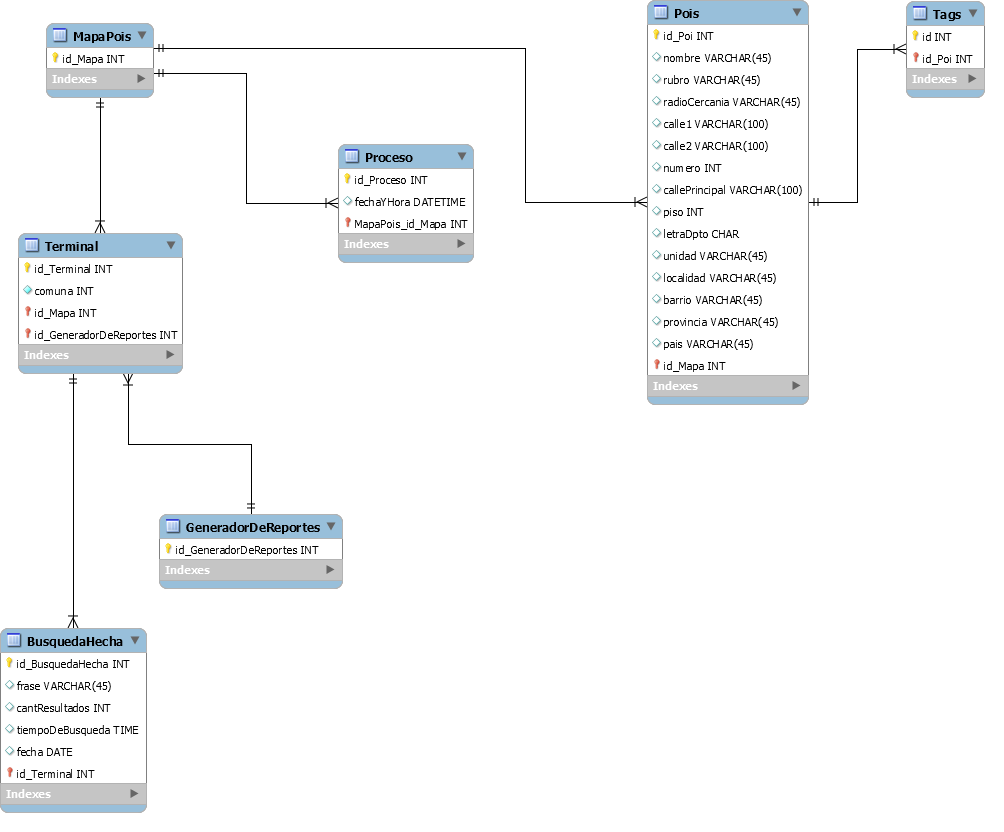 MapaPois
id_Mapa INT
Indexes
Proceso
id_Proceso INT
fechaYHora DATETIME
MapaPois_id_Mapa INT
Indexes
Pois
id_Poi INT
nombre VARCHAR(45)
rubro VARCHAR(45)
radioCercania VARCHAR(45)
calle1 VARCHAR(100)
calle2 VARCHAR(100)
numero INT
callePrincipal VARCHAR(100)
piso INT
letraDpto CHAR
unidad VARCHAR(45)
localidad VARCHAR(45)
barrio VARCHAR(45)
provincia VARCHAR(45)
pais VARCHAR(45)
id_Mapa INT
Indexes
Tags
id INT
id_Poi INT
Indexes
Terminal
id_Terminal INT
comuna INT
id_Mapa INT
id_GeneradorDeReportes INT
Indexes
GeneradorDeReportes
id_GeneradorDeReportes INT
Indexes
BusquedaHecha
id_BusquedaHecha INT
frase VARCHAR(45)
cantResultados INT
tiempoDeBusqueda TIME
fecha DATE
id_Terminal INT
Indexes